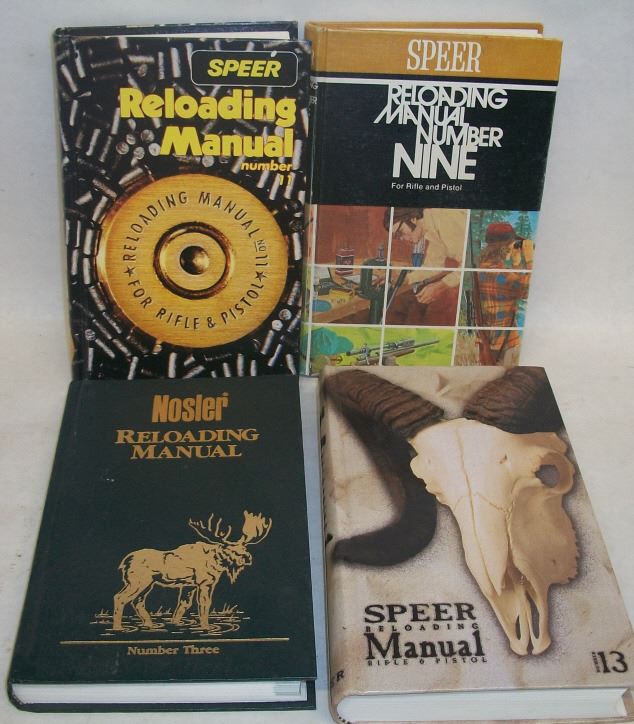 SPEER
Reloading
Manual
number
11
★RELOADING MANUAL NO. 11★
FOR RIFLE & PISTOL
SPEER
RELOADING
MANUAL
NUMBER
NINE
For Rifle and Pistol
Nosler®
RELOADING
MANUAL
Number Three
SPEER
RELOADING
Manual
RIFLE & PISTOL
NUMBER 13